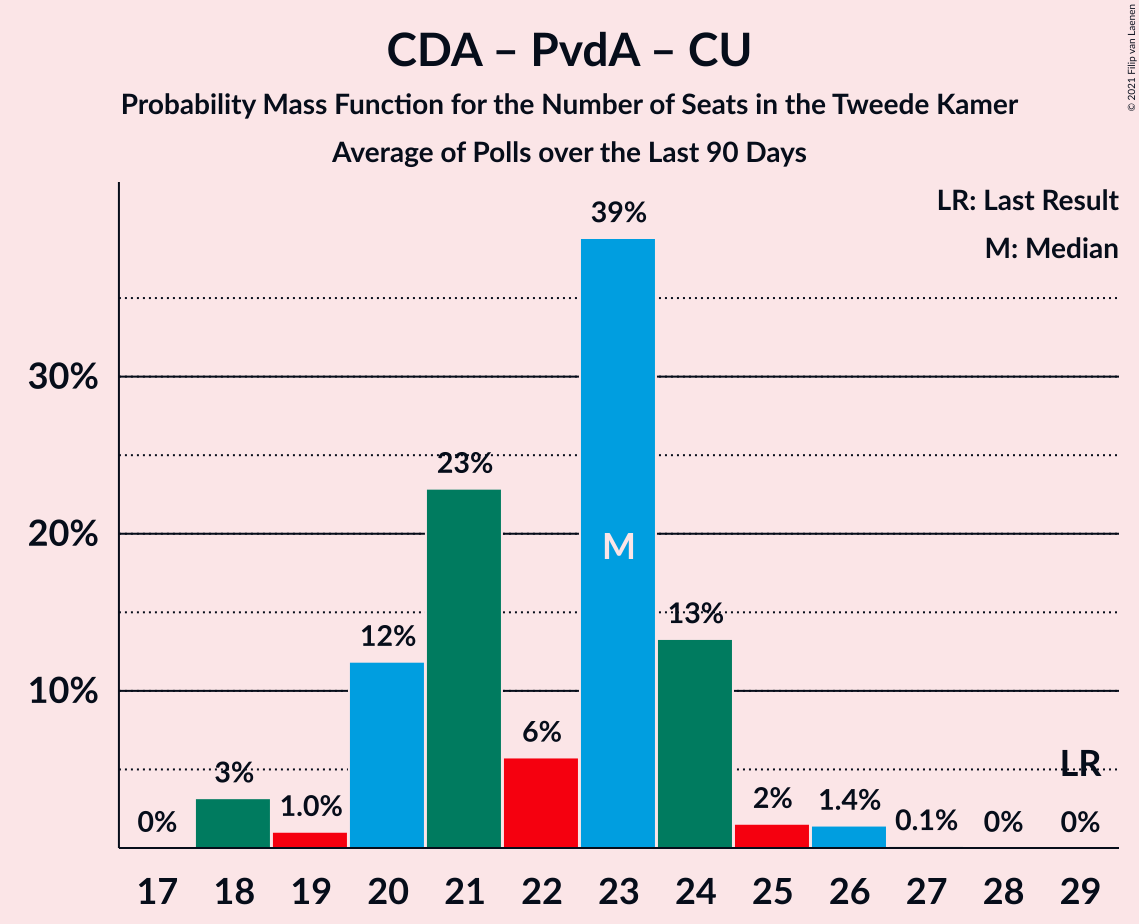 CDA – PvdA – CU
Probability Mass Function for the Number of Seats in the Tweede Kamer
Average of Polls over the Last 90 Days
© 2021 Filip van Laenen
LR: Last Result
M: Median
39%
30%
23%
20%
M
13%
12%
10%
6%
LR
3%
1.0%
2%
1.4%
0%
0.1%
0%
0%
17 18 19 20 21 22 23 24 25 26 27 28 29